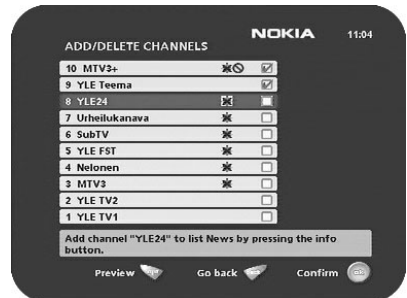 NOKIA 11:04
ADD/DELETE CHANNELS
10 MTV3+
9 YLE Teema
8 YLE24
7 Urheilukanava
6 SubTV
5 YLE FST
4 Nelonen
3 MTV3
2 YLE TV2
1 YLE TV1
Add channel "YLE24" to list News by pressing the info
button.
Preview Go back Confirm